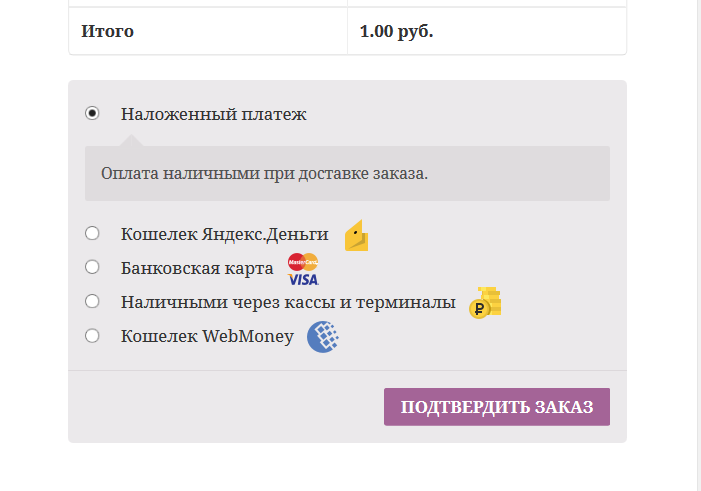 Итого 1.00 руб.
Наложенный платеж
Оплата наличными при доставке заказа.
Кошелек Яндекс.Деньги
Банковская карта MasterCard VISA
Наличными через кассы и терминалы
Кошелек WebMoney
ПОДТВЕРДИТЬ ЗАКАЗ